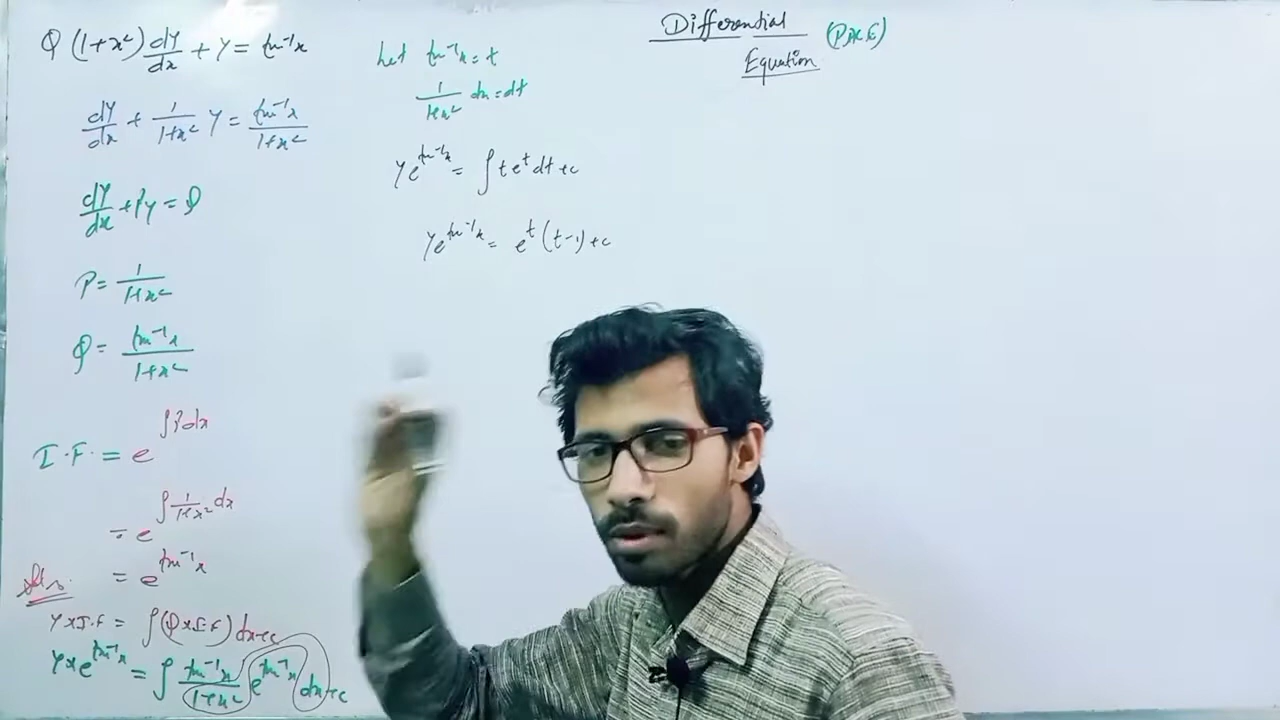 Differential
Equation (P,A,C,E)
Q (1+x²) dy/dx + y = tan⁻¹x
dy/dx + 1/1+x² y = tan⁻¹x/1+x²
dy/dx + Py = Q
P = 1/1+x²
Q = tan⁻¹x/1+x²
I.F. = e^∫Pdx
= e^∫1/1+x² dx
= e^tan⁻¹x
Soln.
y×I.F = ∫(Q×I.F) dx+c
y×e^tan⁻¹x = ∫ tan⁻¹x/1+x² e^tan⁻¹x dx+c
Let tan⁻¹x = t
1/1+x² dx = dt
ye^tan⁻¹x = ∫ t e^t dt+c
ye^tan⁻¹x = e^t (t-1)+c